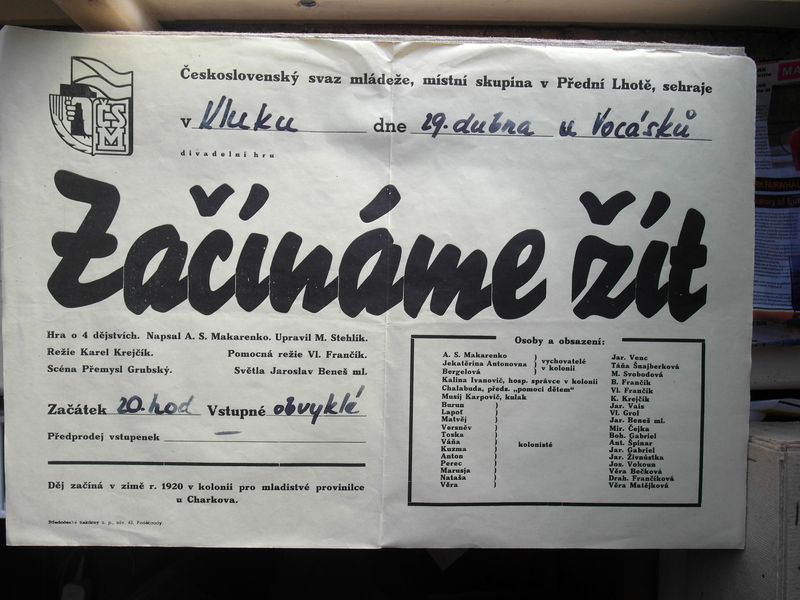 ČSM
Československý svaz mládeže, místní skupina v Přední Lhotě, sehraje
v Kluku dne 29. dubna u Vocásků
divadelní hru
Začínáme žít
Hra o 4 dějstvích. Napsal A. S. Makarenko. Upravil M. Stehlík.
Režie Karel Krejčík. Pomocná režie Vl. Frančík.
Scéna Přemysl Grubský. Světla Jaroslav Beneš ml.
Začátek 20. hod Vstupné obvyklé
Předprodej vstupenek —
Děj začíná v zimě r. 1920 v kolonii pro mladistvé provinilce
u Charkova.
Osoby a obsazení:
A. S. Makarenko Jar. Venc
Jekatěrina Antonovna vychovatelé v kolonii Táňa Šnajberková
Bergelová M. Svobodová
Kalina Ivanovič, hosp. správce v kolonii B. Frančík
Chalabuda, předs. „pomoci dětem" Vl. Frančík
Musij Karpovič, kulak K. Krejčík
Burun Jar. Vais
Lapoť Vl. Grof
Matvěj Jar. Beneš ml.
Versněv Mir. Čejka
Toska Boh. Gabriel
Váňa kolonisté Ant. Špinar
Kuzma Jar. Gabriel
Anton Jar. Živnůstka
Perec Jos. Vokoun
Marusja Věra Bečková
Nataša Drah. Frančíková
Věra Věra Matějková
MA